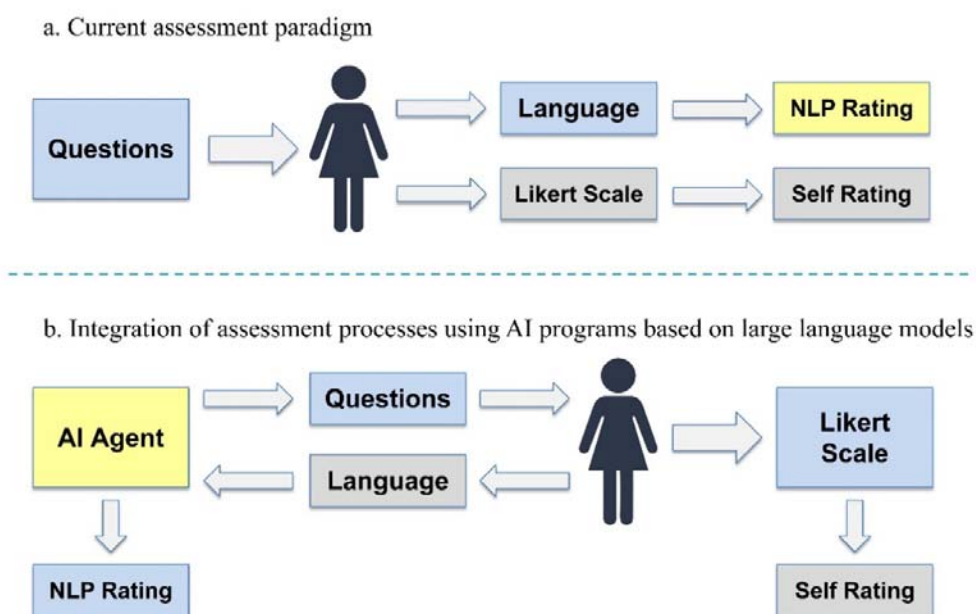 a. Current assessment paradigm
Questions
Language
NLP Rating
Likert Scale
Self Rating
b. Integration of assessment processes using AI programs based on large language models
AI Agent
Questions
Language
Likert
Scale
NLP Rating
Self Rating